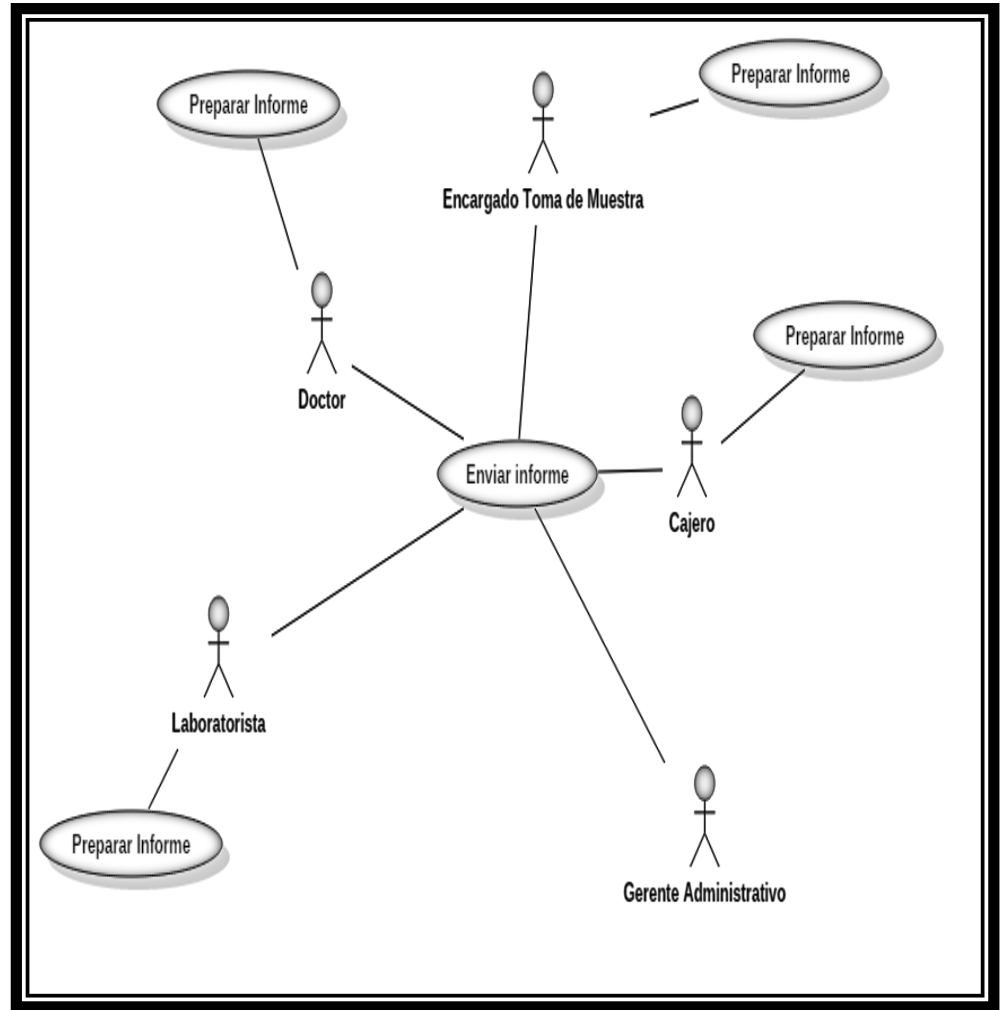 Preparar Informe
Preparar Informe
Encargado Toma de Muestra
Doctor
Preparar Informe
Enviar informe
Cajero
Laboratorista
Preparar Informe
Gerente Administrativo